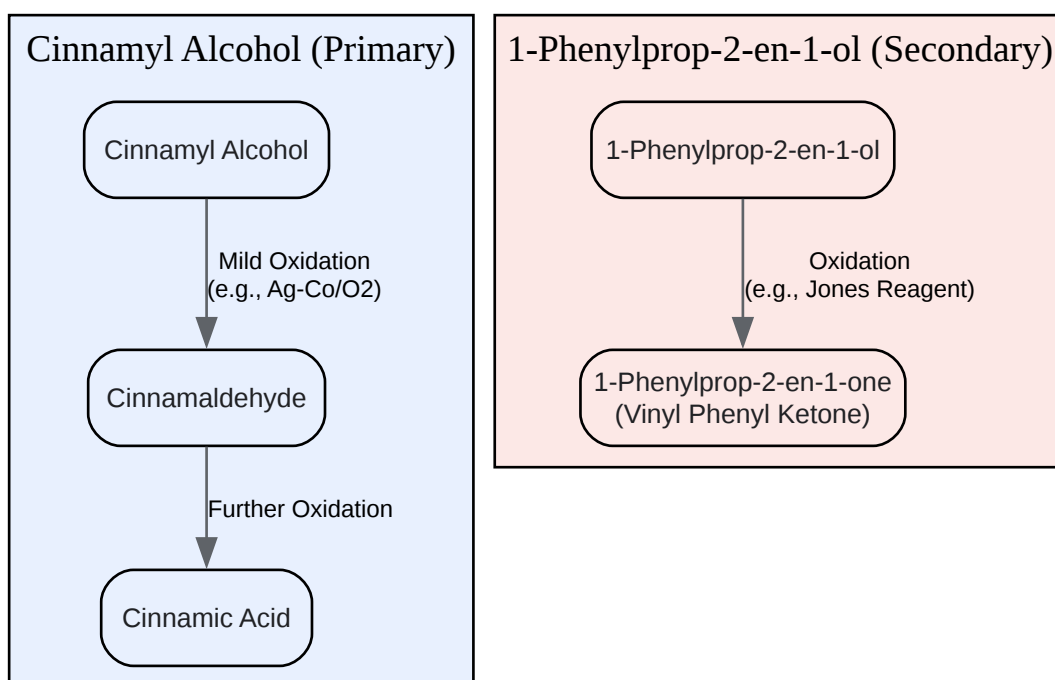 Cinnamyl Alcohol (Primary)
Cinnamyl Alcohol
Mild Oxidation
(e.g., Ag-Co/O2)
Cinnamaldehyde
Further Oxidation
Cinnamic Acid
1-Phenylprop-2-en-1-ol (Secondary)
1-Phenylprop-2-en-1-ol
Oxidation
(e.g., Jones Reagent)
1-Phenylprop-2-en-1-one
(Vinyl Phenyl Ketone)